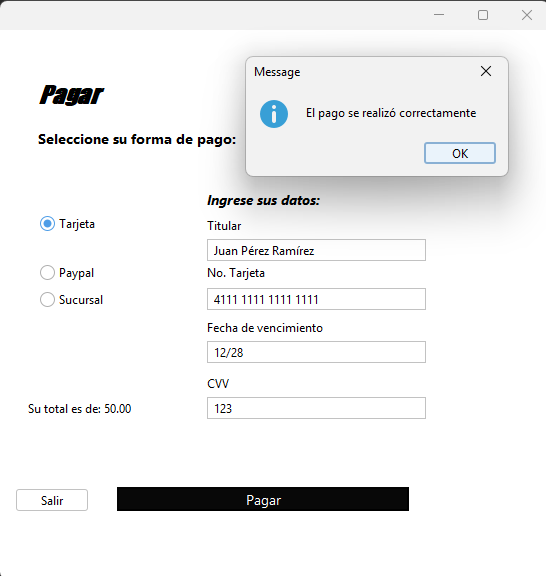 Message
El pago se realizó correctamente
OK
Pagar
Seleccione su forma de pago:
Ingrese sus datos:
Tarjeta
Titular
Juan Pérez Ramírez
Paypal
No. Tarjeta
Sucursal
4111 1111 1111 1111
Fecha de vencimiento
12/28
CVV
Su total es de: 50.00
123
Salir
Pagar